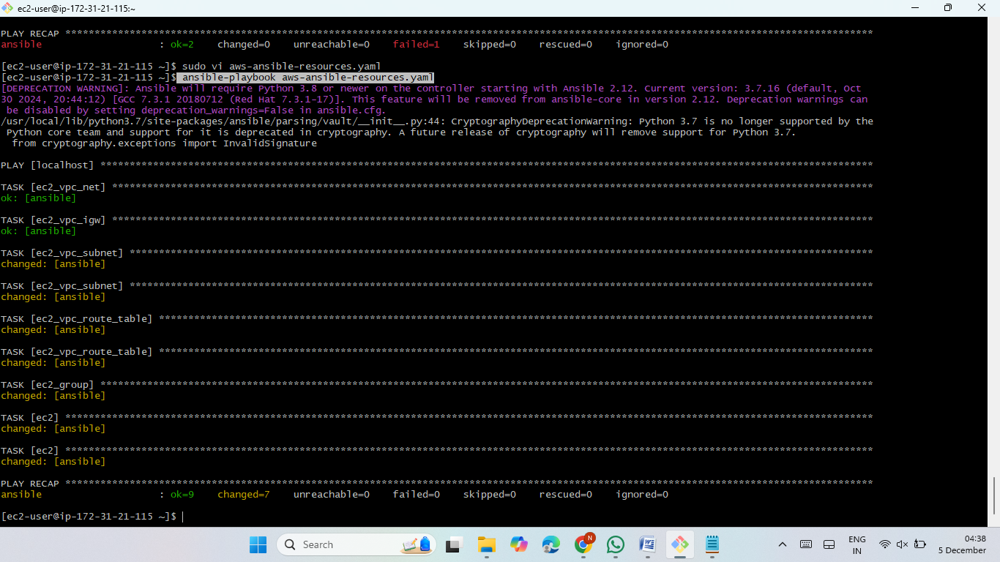 ec2-user@ip-172-31-21-115:~
PLAY RECAP *******************************************************************************************************************************************
ansible                    : ok=2    changed=0    unreachable=0    failed=1    skipped=0    rescued=0    ignored=0
[ec2-user@ip-172-31-21-115 ~]$ sudo vi aws-ansible-resources.yaml
[ec2-user@ip-172-31-21-115 ~]$ ansible-playbook aws-ansible-resources.yaml
[DEPRECATION WARNING]: Ansible will require Python 3.8 or newer on the controller starting with Ansible 2.12. Current version: 3.7.16 (default, Oct
30 2024, 20:44:12) [GCC 7.3.1 20180712 (Red Hat 7.3.1-17)]. This feature will be removed from ansible-core in version 2.12. Deprecation warnings can
be disabled by setting deprecation_warnings=False in ansible.cfg.
/usr/local/lib/python3.7/site-packages/ansible/parsing/vault/__init__.py:44: CryptographyDeprecationWarning: Python 3.7 is no longer supported by the
Python core team and support for it is deprecated in cryptography. A future release of cryptography will remove support for Python 3.7.
from cryptography.exceptions import InvalidSignature
PLAY [localhost] *************************************************************************************************************************************
TASK [ec2_vpc_net] ***********************************************************************************************************************************
ok: [ansible]
TASK [ec2_vpc_igw] ***********************************************************************************************************************************
ok: [ansible]
TASK [ec2_vpc_subnet] ********************************************************************************************************************************
changed: [ansible]
TASK [ec2_vpc_subnet] ********************************************************************************************************************************
changed: [ansible]
TASK [ec2_vpc_route_table] ***************************************************************************************************************************
changed: [ansible]
TASK [ec2_vpc_route_table] ***************************************************************************************************************************
changed: [ansible]
TASK [ec2_group] *************************************************************************************************************************************
changed: [ansible]
TASK [ec2] *******************************************************************************************************************************************
changed: [ansible]
TASK [ec2] *******************************************************************************************************************************************
changed: [ansible]
PLAY RECAP *******************************************************************************************************************************************
ansible                    : ok=9    changed=7    unreachable=0    failed=0    skipped=0    rescued=0    ignored=0
[ec2-user@ip-172-31-21-115 ~]$
Search
N
ENG
IN
04:38
5 December